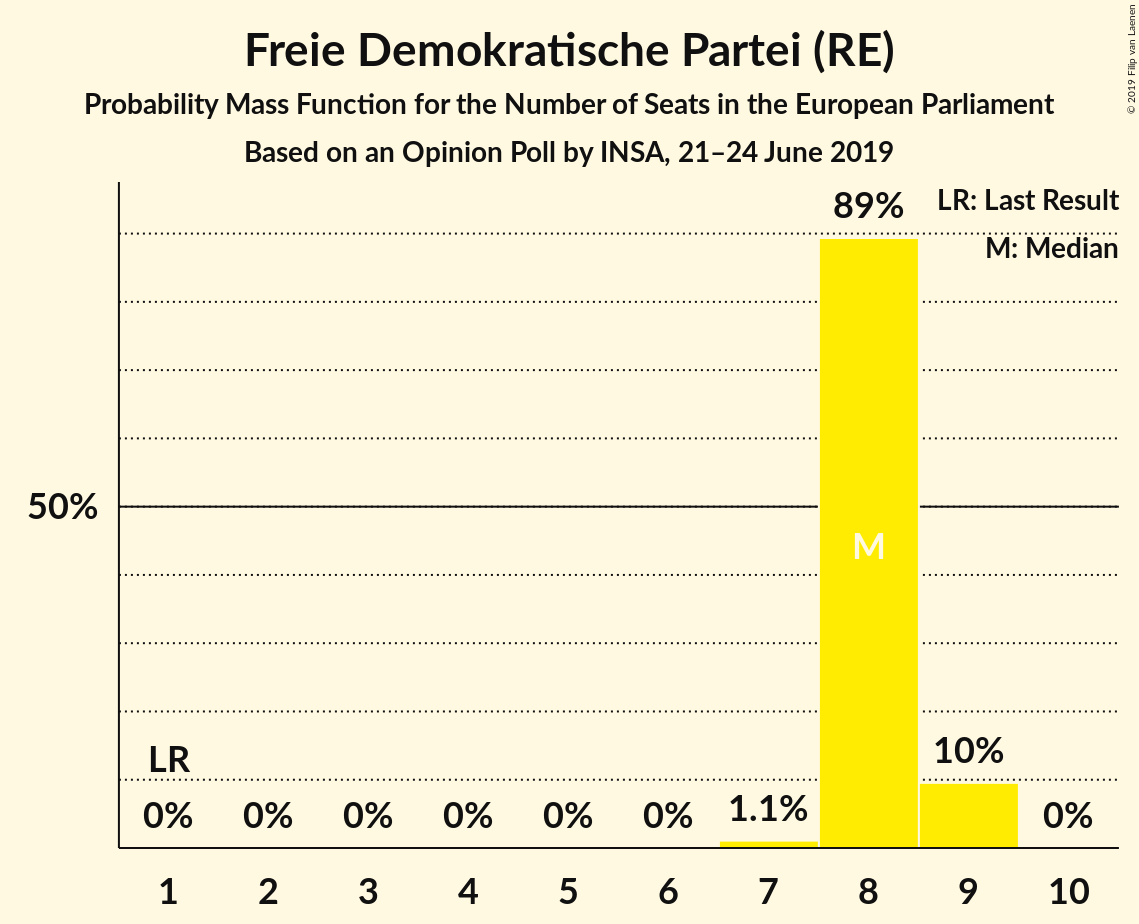 Freie Demokratische Partei (RE)
Probability Mass Function for the Number of Seats in the European Parliament
Based on an Opinion Poll by INSA, 21–24 June 2019
© 2019 Filip van Laenen
LR: Last Result
M: Median
89%
50%
M
LR
10%
1.1%
0% 0% 0% 0% 0% 0% 0%
1 2 3 4 5 6 7 8 9 10